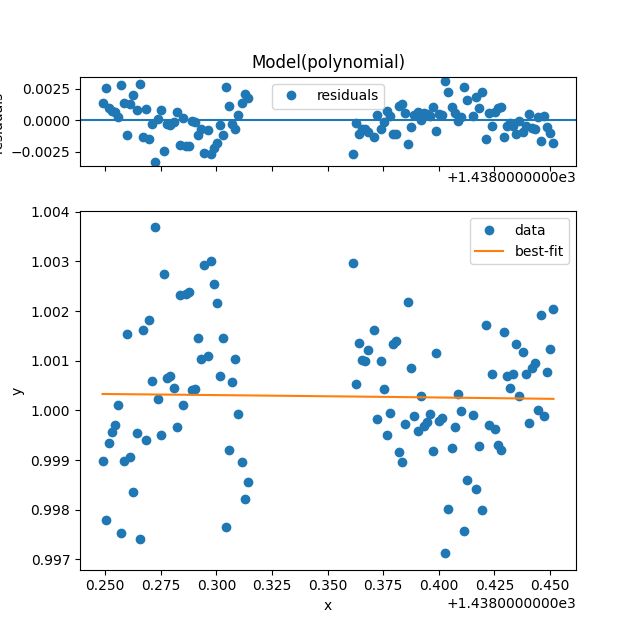 Model(polynomial)
0.0025
0.0000
−0.0025
residuals
+1.4380000000e3
1.004
1.003
1.002
1.001
1.000
0.999
0.998
0.997
y
data
best-fit
0.250 0.275 0.300 0.325 0.350 0.375 0.400 0.425 0.450
x
+1.4380000000e3